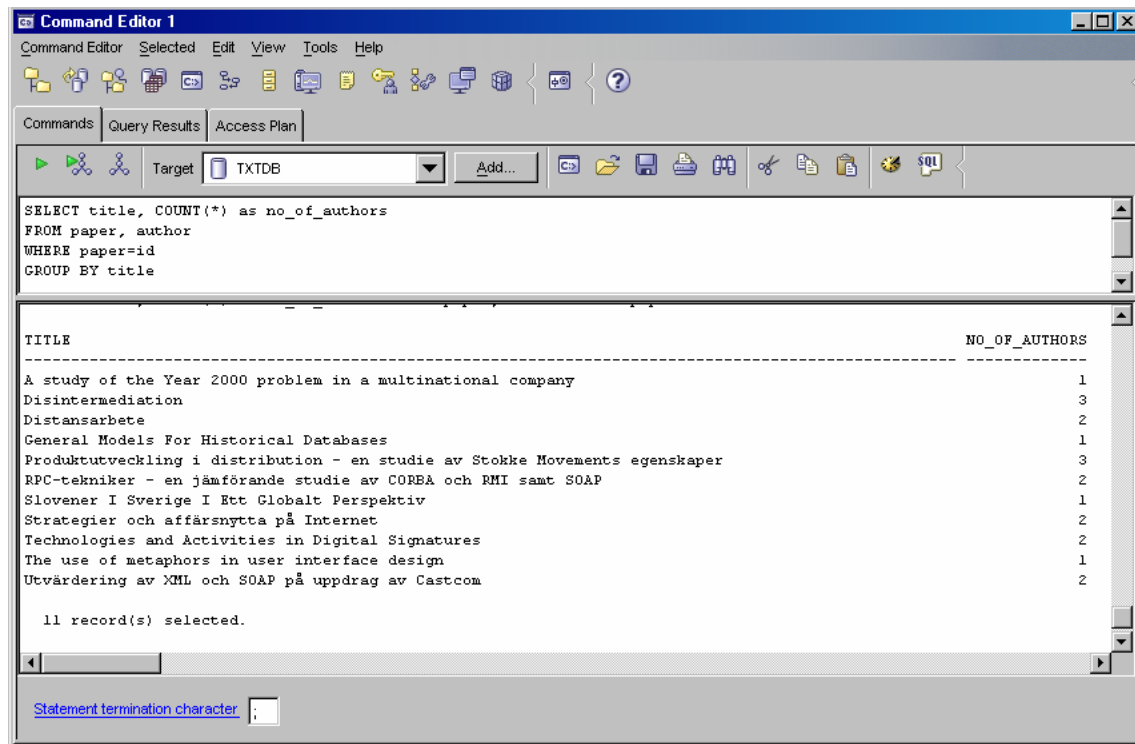 Command Editor 1
Command Editor Selected Edit View Tools Help
Commands Query Results Access Plan
Target TXTDB Add... SQL
SELECT title, COUNT(*) as no_of_authors
FROM paper, author
WHERE paper=id
GROUP BY title
TITLE NO_OF_AUTHORS
A study of the Year 2000 problem in a multinational company 1
Disintermediation 3
Distansarbete 2
General Models For Historical Databases 1
Produktutveckling i distribution - en studie av Stokke Movements egenskaper 3
RPC-tekniker - en jämförande studie av CORBA och RMI samt SOAP 2
Slovener I Sverige I Ett Globalt Perspektiv 1
Strategier och affärsnytta på Internet 2
Technologies and Activities in Digital Signatures 2
The use of metaphors in user interface design 1
Utvärdering av XML och SOAP på uppdrag av Castcom 2
11 record(s) selected.
Statement termination character ;